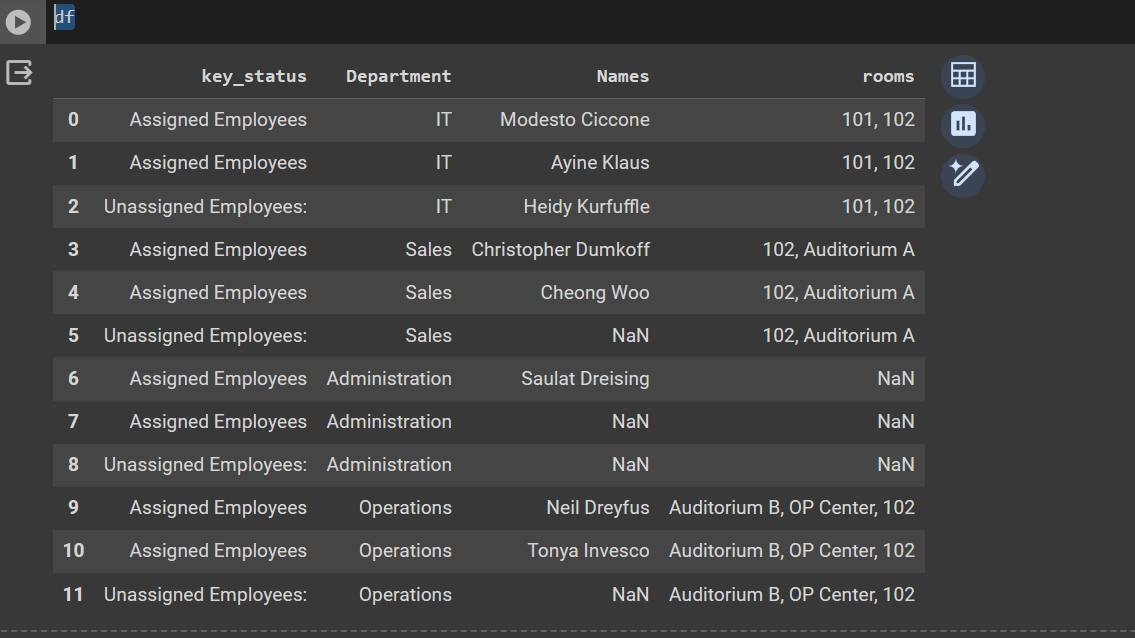 df
key_status Department Names rooms
0 Assigned Employees IT Modesto Ciccone 101, 102
1 Assigned Employees IT Ayine Klaus 101, 102
2 Unassigned Employees: IT Heidy Kurfuffle 101, 102
3 Assigned Employees Sales Christopher Dumkoff 102, Auditorium A
4 Assigned Employees Sales Cheong Woo 102, Auditorium A
5 Unassigned Employees: Sales NaN 102, Auditorium A
6 Assigned Employees Administration Saulat Dreising NaN
7 Assigned Employees Administration NaN NaN
8 Unassigned Employees: Administration NaN NaN
9 Assigned Employees Operations Neil Dreyfus Auditorium B, OP Center, 102
10 Assigned Employees Operations Tonya Invesco Auditorium B, OP Center, 102
11 Unassigned Employees: Operations NaN Auditorium B, OP Center, 102